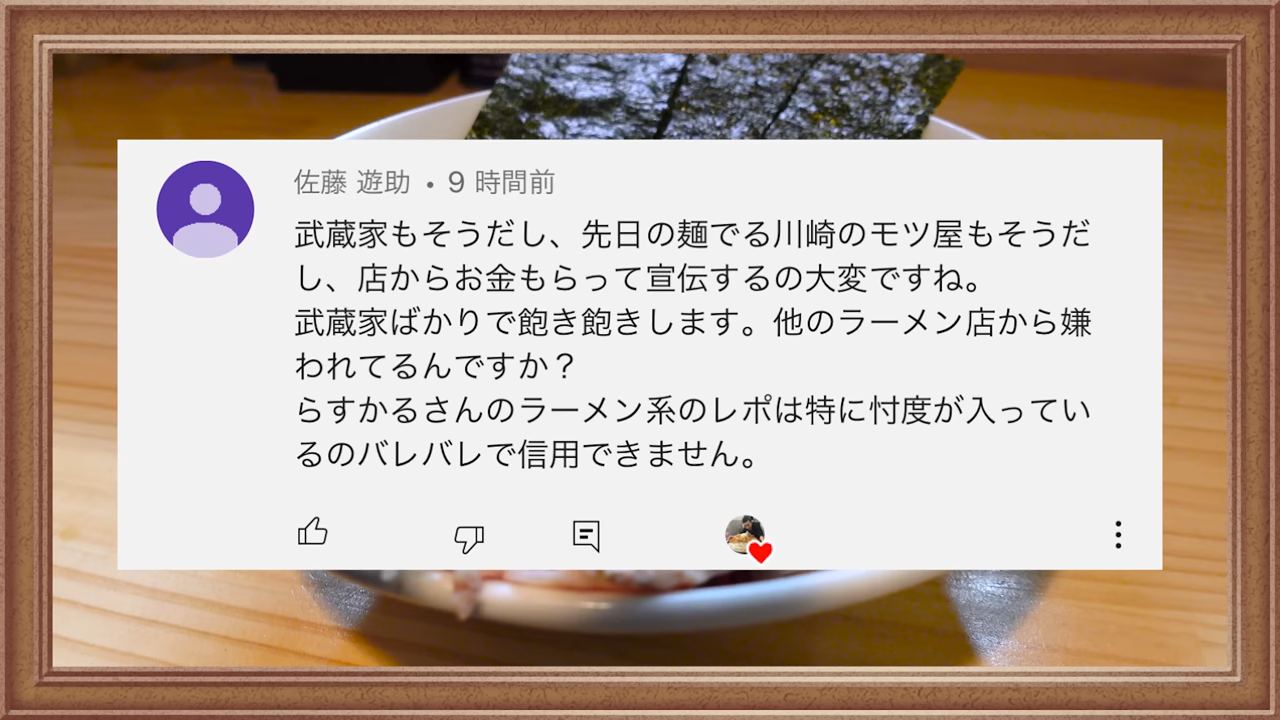 佐藤 遊助 • 9 時間前
武蔵家もそうだし、先日の麺でる川崎のモツ屋もそうだ
し、店からお金もらって宣伝するの大変ですね。
武蔵家ばかりで飽き飽きします。他のラーメン店から嫌
われてるんですか？
らすかるさんのラーメン系のレポは特に忖度が入ってい
るのバレバレで信用できません。